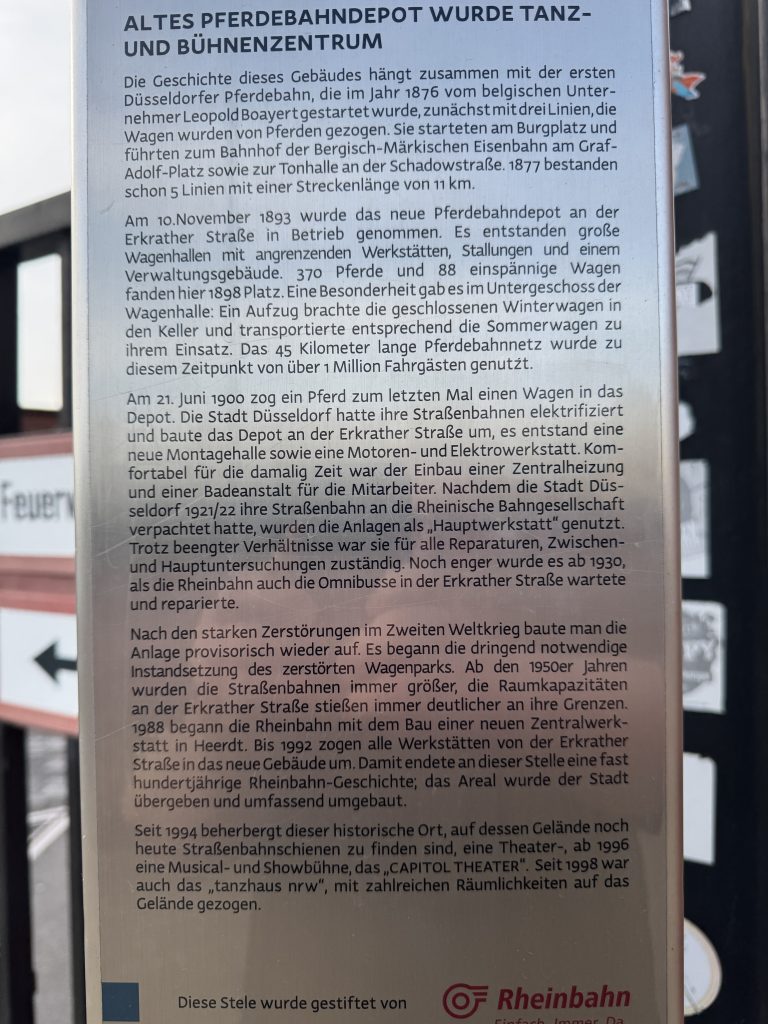 ALTES PFERDEBAHNDEPOT WURDE TANZ-
UND BÜHNENZENTRUM
Die Geschichte dieses Gebäudes hängt zusammen mit der ersten
Düsseldorfer Pferdebahn, die im Jahr 1876 vom belgischen Unter-
nehmer Leopold Boayert gestartet wurde, zunächst mit drei Linien, die
Wagen wurden von Pferden gezogen. Sie starteten am Burgplatz und
führten zum Bahnhof der Bergisch-Märkischen Eisenbahn am Graf-
Adolf-Platz sowie zur Tonhalle an der Schadowstraße. 1877 bestanden
schon 5 Linien mit einer Streckenlänge von 11 km.
Am 10.November 1893 wurde das neue Pferdebahndepot an der
Erkrather Straße in Betrieb genommen. Es entstanden große
Wagenhallen mit angrenzenden Werkstätten, Stallungen und einem
Verwaltungsgebäude. 370 Pferde und 88 einspännige Wagen
fanden hier 1898 Platz. Eine Besonderheit gab es im Untergeschoss der
Wagenhalle: Ein Aufzug brachte die geschlossenen Winterwagen in
den Keller und transportierte entsprechend die Sommerwagen zu
ihrem Einsatz. Das 45 Kilometer lange Pferdebahnnetz wurde zu
diesem Zeitpunkt von über 1 Million Fahrgästen genutzt.
Am 21. Juni 1900 zog ein Pferd zum letzten Mal einen Wagen in das
Depot. Die Stadt Düsseldorf hatte ihre Straßenbahnen elektrifiziert
und baute das Depot an der Erkrather Straße um, es entstand eine
neue Montagehalle sowie eine Motoren- und Elektrowerkstatt. Kom-
fortabel für die damalig Zeit war der Einbau einer Zentralheizung
und einer Badeanstalt für die Mitarbeiter. Nachdem die Stadt Düs-
seldorf 1921/22 ihre Straßenbahn an die Rheinische Bahngesellschaft
verpachtet hatte, wurden die Anlagen als „Hauptwerkstatt“ genutzt.
Trotz beengter Verhältnisse war sie für alle Reparaturen, Zwischen-
und Hauptuntersuchungen zuständig. Noch enger wurde es ab 1930,
als die Rheinbahn auch die Omnibusse in der Erkrather Straße wartete
und reparierte.
Nach den starken Zerstörungen im Zweiten Weltkrieg baute man die
Anlage provisorisch wieder auf. Es begann die dringend notwendige
Instandsetzung des zerstörten Wagenparks. Ab den 1950er Jahren
wurden die Straßenbahnen immer größer, die Raumkapazitäten
an der Erkrather Straße stießen immer deutlicher an ihre Grenzen.
1988 begann die Rheinbahn mit dem Bau einer neuen Zentralwerk-
statt in Heerdt. Bis 1992 zogen alle Werkstätten von der Erkrather
Straße in das neue Gebäude um. Damit endete an dieser Stelle eine fast
hundertjährige Rheinbahn-Geschichte; das Areal wurde der Stadt
übergeben und umfassend umgebaut.
Seit 1994 beherbergt dieser historische Ort, auf dessen Gelände noch
heute Straßenbahnschienen zu finden sind, eine Theater-, ab 1996
eine Musical- und Showbühne, das „CAPITOL THEATER“. Seit 1998 war
auch das „tanzhaus nrw“, mit zahlreichen Räumlichkeiten auf das
Gelände gezogen.
Diese Stele wurde gestiftet von
Rheinbahn
Einfach. Immer. Da.
Feuerw